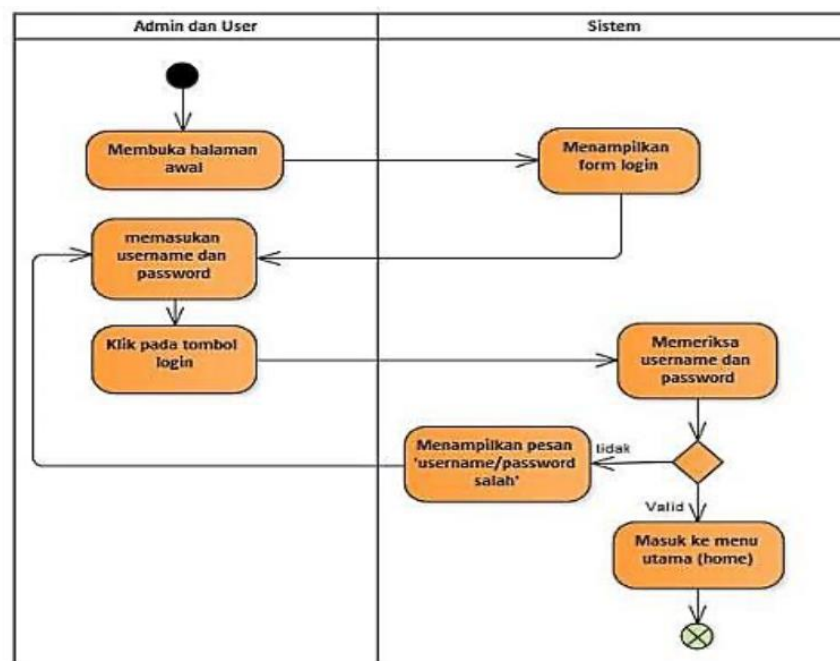 Admin dan User
Sistem
Membuka halaman
awal
Menampilkan
form login
memasukan
username dan
password
Klik pada tombol
login
Memeriksa
username dan
password
tidak
Menampilkan pesan
'username/password
salah'
Valid
Masuk ke menu
utama (home)